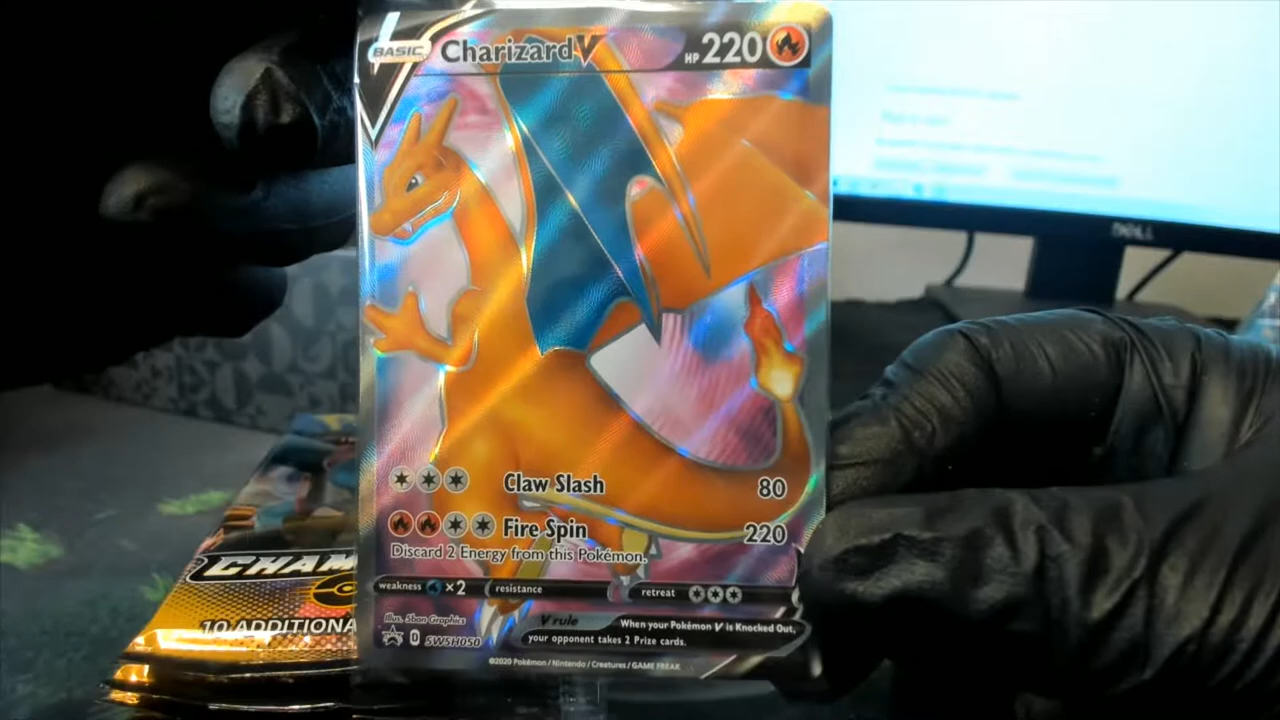 BASIC Charizard V HP 220
DELL
Claw Slash 80
Fire Spin 220
Discard 2 Energy from this Pokémon.
weakness ×2 resistance retreat
V rule When your Pokémon V is Knocked Out,
your opponent takes 2 Prize cards.
Illus. 5ban Graphics
D SWSH050
©2020 Pokémon / Nintendo / Creatures / GAME FREAK
CHAM
10 ADDITIONA